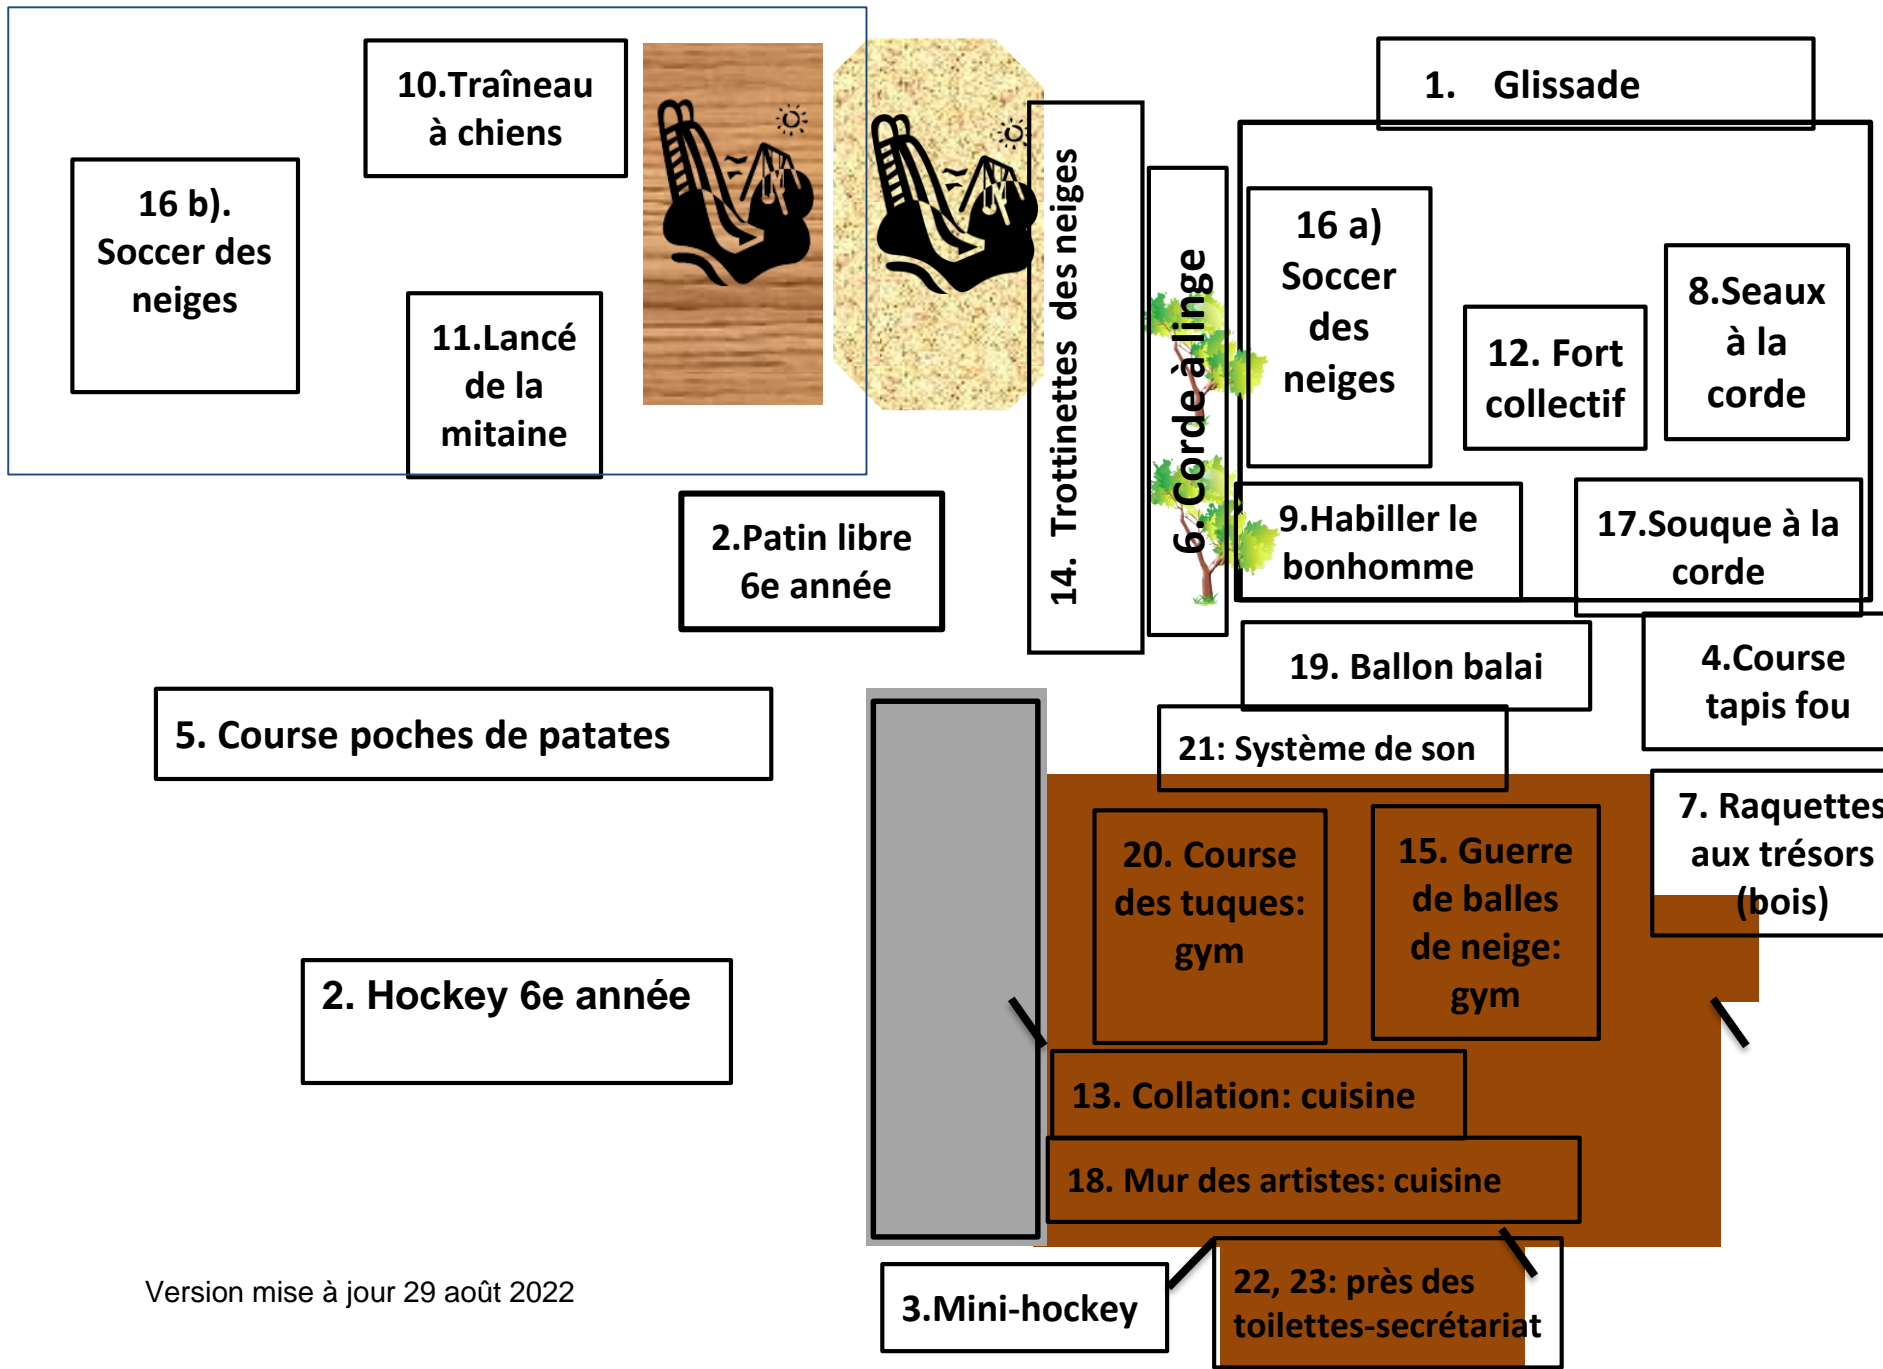 10.Traîneau
à chiens
1. Glissade
16 b).
Soccer des
neiges
11.Lancé
de la
mitaine
14. Trottinettes des neiges
6. Corde à linge
16 a)
Soccer
des
neiges
12. Fort
collectif
8.Seaux
à la
corde
2.Patin libre
6e année
9.Habiller le
bonhomme
17.Souque à la
corde
19. Ballon balai
4.Course
tapis fou
5. Course poches de patates
21: Système de son
7. Raquettes
aux trésors
(bois)
20. Course
des tuques:
gym
15. Guerre
de balles
de neige:
gym
2. Hockey 6e année
13. Collation: cuisine
18. Mur des artistes: cuisine
Version mise à jour 29 août 2022
3.Mini-hockey
22, 23: près des
toilettes-secrétariat